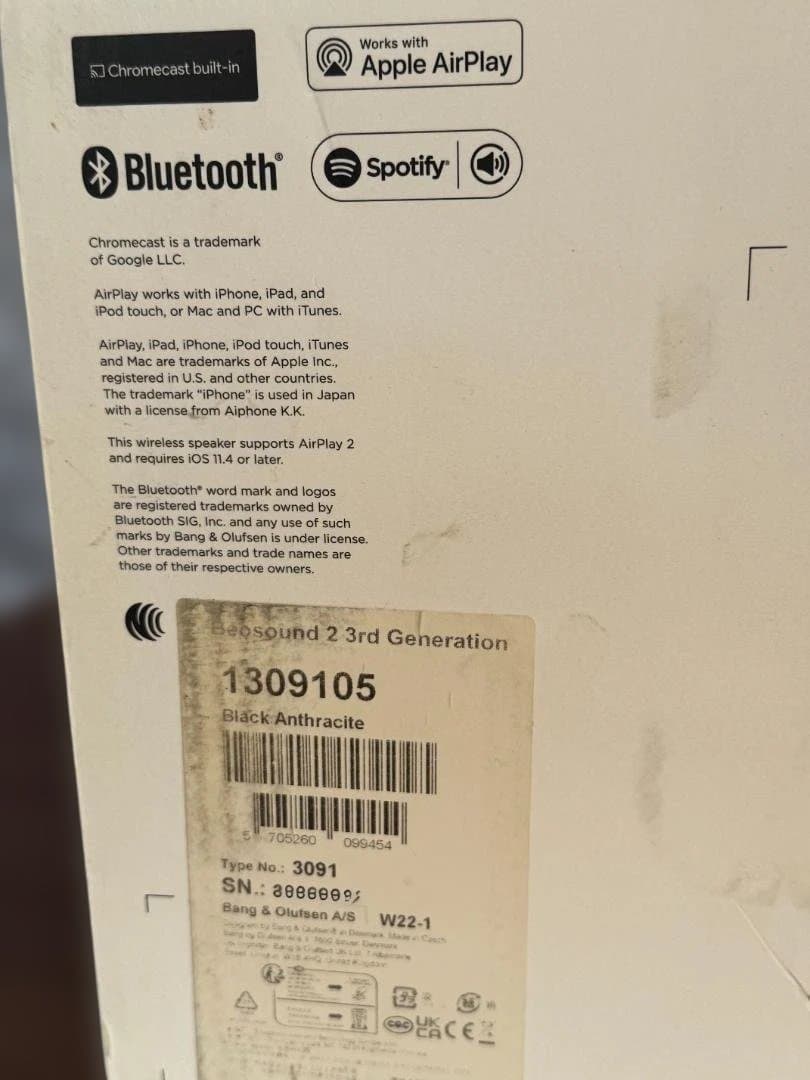 Chromecast built-in
Works with
Apple AirPlay
Bluetooth®
Spotify®
Chromecast is a trademark
of Google LLC.
AirPlay works with iPhone, iPad, and
iPod touch, or Mac and PC with iTunes.
AirPlay, iPad, iPhone, iPod touch, iTunes
and Mac are trademarks of Apple Inc.,
registered in U.S. and other countries.
The trademark “iPhone” is used in Japan
with a license from Aiphone K.K.
This wireless speaker supports AirPlay 2
and requires iOS 11.4 or later.
The Bluetooth® word mark and logos
are registered trademarks owned by
Bluetooth SIG, Inc. and any use of such
marks by Bang & Olufsen is under license.
Other trademarks and trade names are
those of their respective owners.
Beosound 2 3rd Generation
1309105
Black Anthracite
5 705260 099454
Type No.: 3091
SN.:
Bang & Olufsen A/S W22-1
UK
CA CE